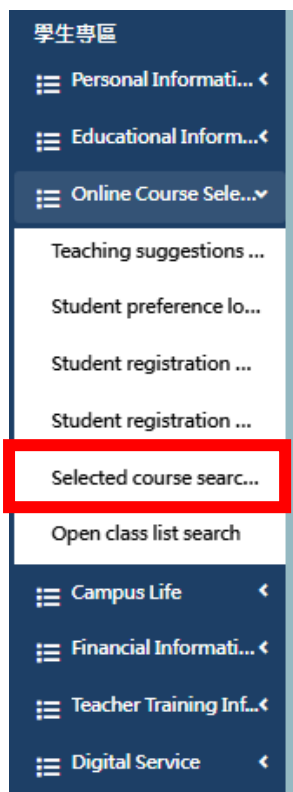 學生專區
Personal Informati...
Educational Inform...
Online Course Sele...
Teaching suggestions ...
Student preference lo...
Student registration ...
Student registration ...
Selected course searc...
Open class list search
Campus Life
Financial Informati...
Teacher Training Inf...
Digital Service